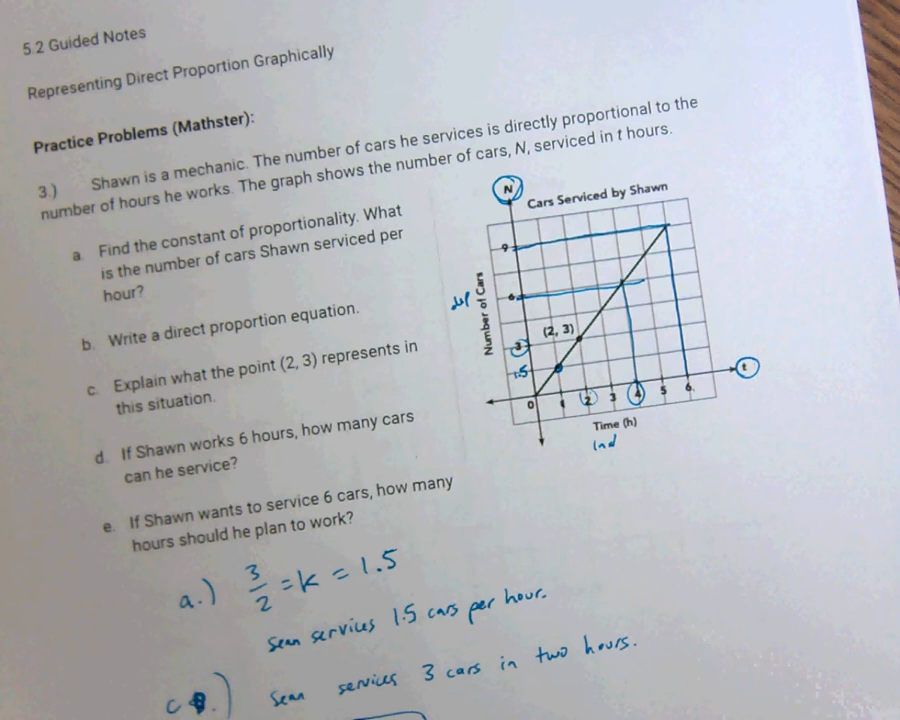 5.2 Guided Notes
Representing Direct Proportion Graphically
Practice Problems (Mathster):
3.) Shawn is a mechanic. The number of cars he services is directly proportional to the
number of hours he works. The graph shows the number of cars, N, serviced in t hours.
a. Find the constant of proportionality. What
is the number of cars Shawn serviced per
hour?
b. Write a direct proportion equation.
c. Explain what the point (2, 3) represents in
this situation.
d. If Shawn works 6 hours, how many cars
can he service?
e. If Shawn wants to service 6 cars, how many
hours should he plan to work?
N
Cars Serviced by Shawn
9
6
Number of Cars
(2, 3)
3
1.5
t
0 1 2 3 4 5 6
Time (h)
ind
a.) 3/2 = k = 1.5
Sean services 1.5 cars per hour.
c.) Sean services 3 cars in two hours.